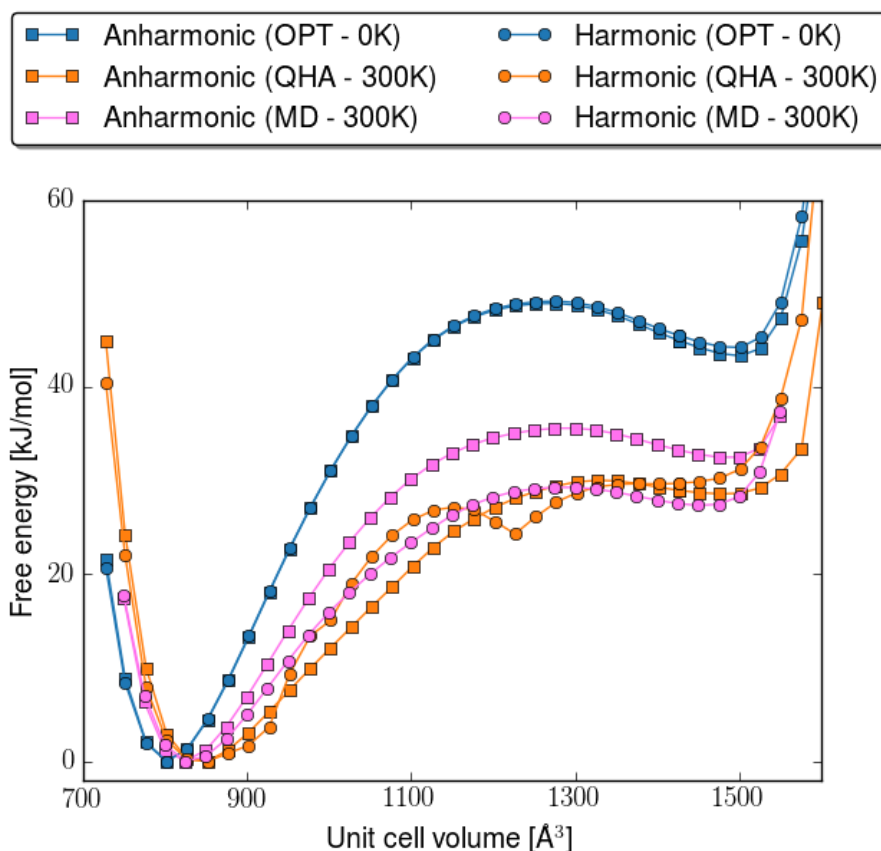 Anharmonic (OPT - 0K) Harmonic (OPT - 0K)
Anharmonic (QHA - 300K) Harmonic (QHA - 300K)
Anharmonic (MD - 300K) Harmonic (MD - 300K)
60
40
20
0
Free energy [kJ/mol]
700 900 1100 1300 1500
Unit cell volume [Å³]